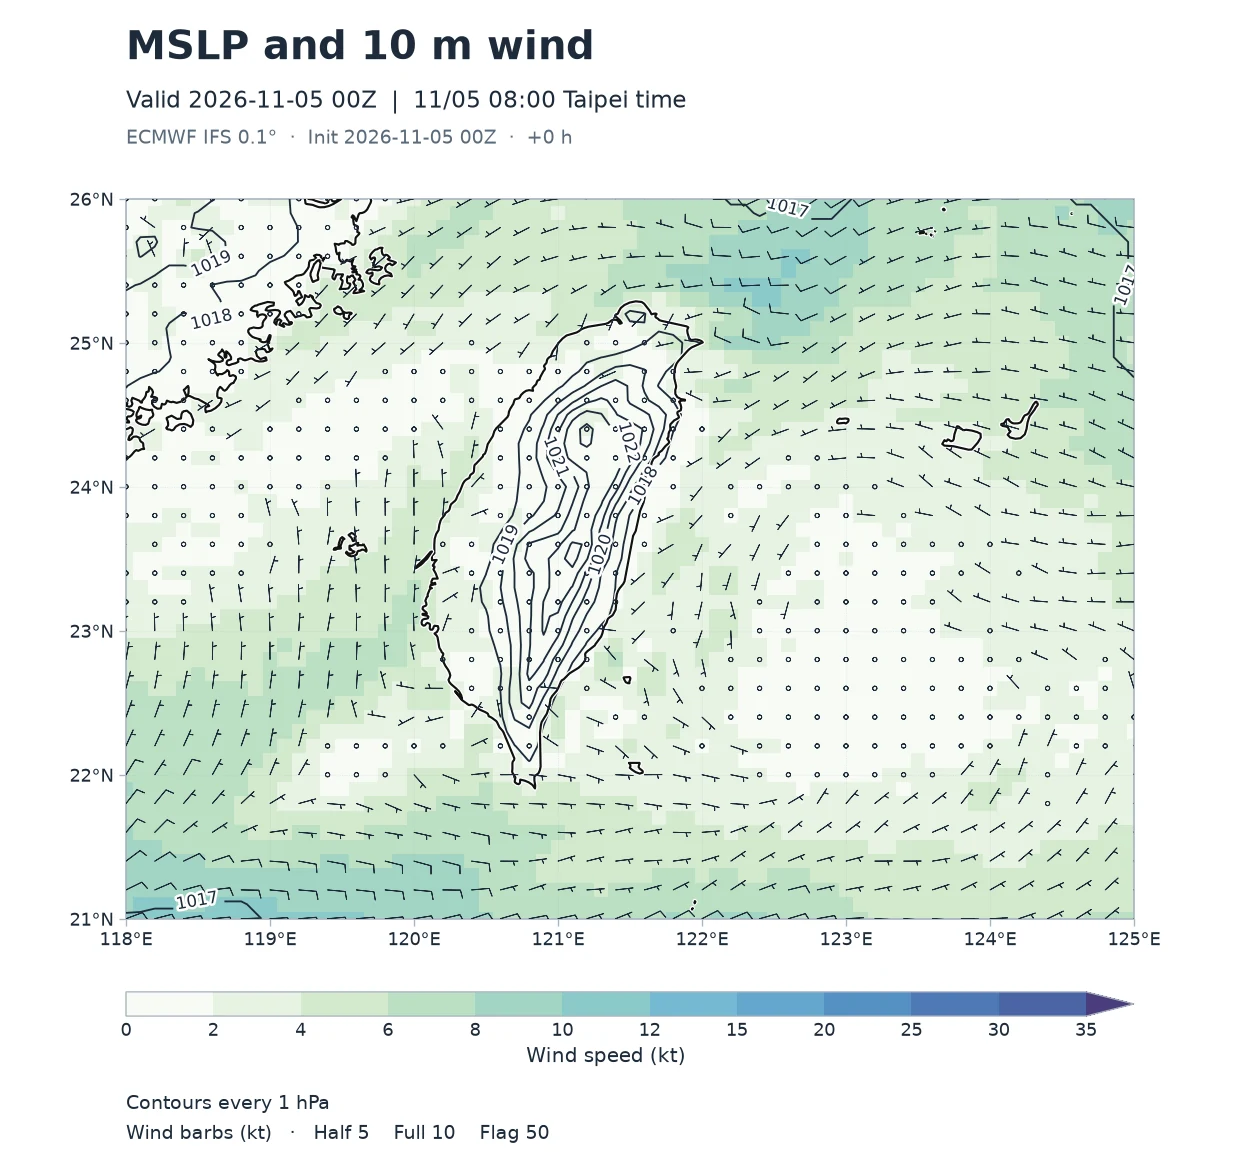 MSLP and 10 m wind
Valid 2026-11-05 00Z | 11/05 08:00 Taipei time
ECMWF IFS 0.1° · Init 2026-11-05 00Z · +0 h
26°N
1017
1019
1017
1018
25°N
1022
1021
1018
24°N
1019
1020
23°N
22°N
1017
21°N
118°E 119°E 120°E 121°E 122°E 123°E 124°E 125°E
0 2 4 6 8 10 12 15 20 25 30 35
Wind speed (kt)
Contours every 1 hPa
Wind barbs (kt) · Half 5 Full 10 Flag 50